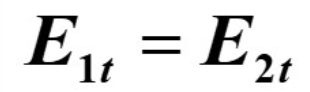 E₁ₜ = E₂ₜ